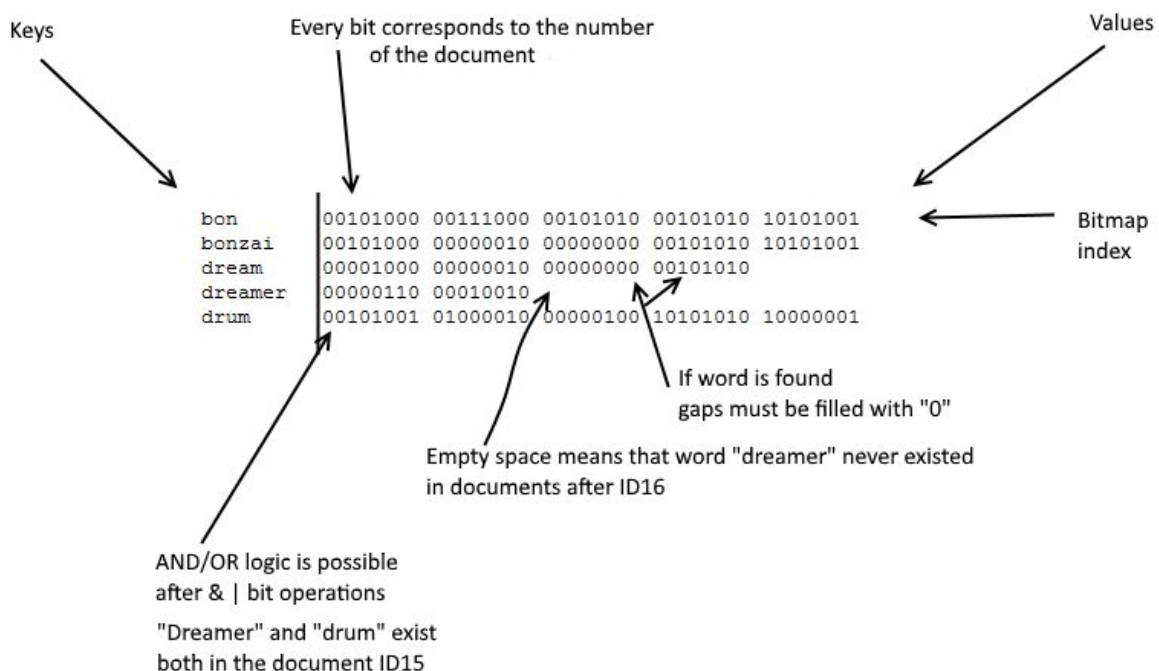 Keys
Every bit corresponds to the number
of the document
Values
bon 00101000 00111000 00101010 00101010 10101001
bonzai 00101000 00000010 00000000 00101010 10101001
dream 00001000 00000010 00000000 00101010
dreamer 00000110 00010010
drum 00101001 01000010 00000100 10101010 10000001
Bitmap
index
If word is found
gaps must be filled with "0"
Empty space means that word "dreamer" never existed
in documents after ID16
AND/OR logic is possible
after & | bit operations
"Dreamer" and "drum" exist
both in the document ID15